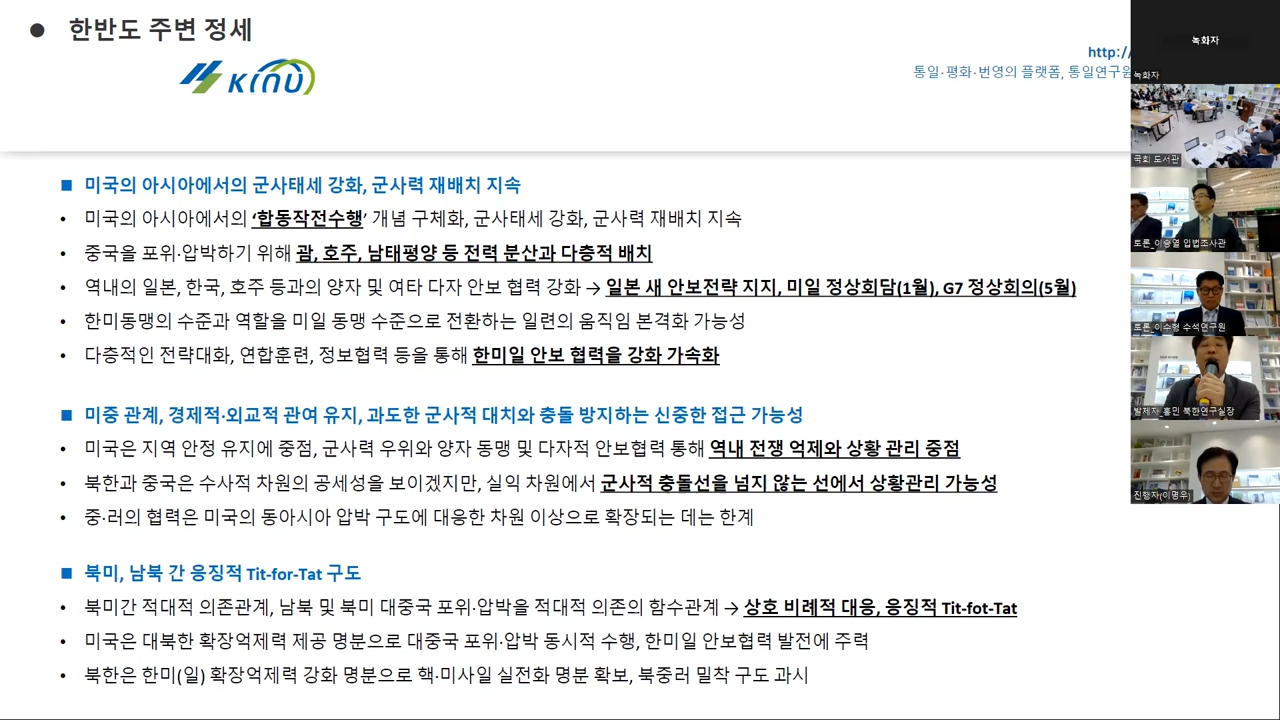 ● 한반도 주변 정세
KINU
http://
통일·평화·번영의 플랫폼, 통일연구원
■ 미국의 아시아에서의 군사태세 강화, 군사력 재배치 지속
• 미국의 아시아에서의 ‘합동작전수행’ 개념 구체화, 군사태세 강화, 군사력 재배치 지속
• 중국을 포위·압박하기 위해 괌, 호주, 남태평양 등 전력 분산과 다층적 배치
• 역내의 일본, 한국, 호주 등과의 양자 및 여타 다자 안보 협력 강화 → 일본 새 안보전략 지지, 미일 정상회담(1월), G7 정상회의(5월)
• 한미동맹의 수준과 역할을 미일 동맹 수준으로 전환하는 일련의 움직임 본격화 가능성
• 다층적인 전략대화, 연합훈련, 정보협력 등을 통해 한미일 안보 협력을 강화 가속화
■ 미중 관계, 경제적·외교적 관여 유지, 과도한 군사적 대치와 충돌 방지하는 신중한 접근 가능성
• 미국은 지역 안정 유지에 중점, 군사력 우위와 양자 동맹 및 다자적 안보협력 통해 역내 전쟁 억제와 상황 관리 중점
• 북한과 중국은 수사적 차원의 공세성을 보이겠지만, 실익 차원에서 군사적 충돌선을 넘지 않는 선에서 상황관리 가능성
• 중·러의 협력은 미국의 동아시아 압박 구도에 대응한 차원 이상으로 확장되는 데는 한계
■ 북미, 남북 간 응징적 Tit-for-Tat 구도
• 북미간 적대적 의존관계, 남북 및 북미 대중국 포위·압박을 적대적 의존의 함수관계 → 상호 비례적 대응, 응징적 Tit-fot-Tat
• 미국은 대북한 확장억제력 제공 명분으로 대중국 포위·압박 동시적 수행, 한미일 안보협력 발전에 주력
• 북한은 한미(일) 확장억제력 강화 명분으로 핵·미사일 실전화 명분 확보, 북중러 밀착 구도 과시
녹화자
녹화자
국회 도서관
토론_이승열 입법조사관
토론_이수형 수석연구원
발제자_홍민 북한연구실장
진행자(이명우)